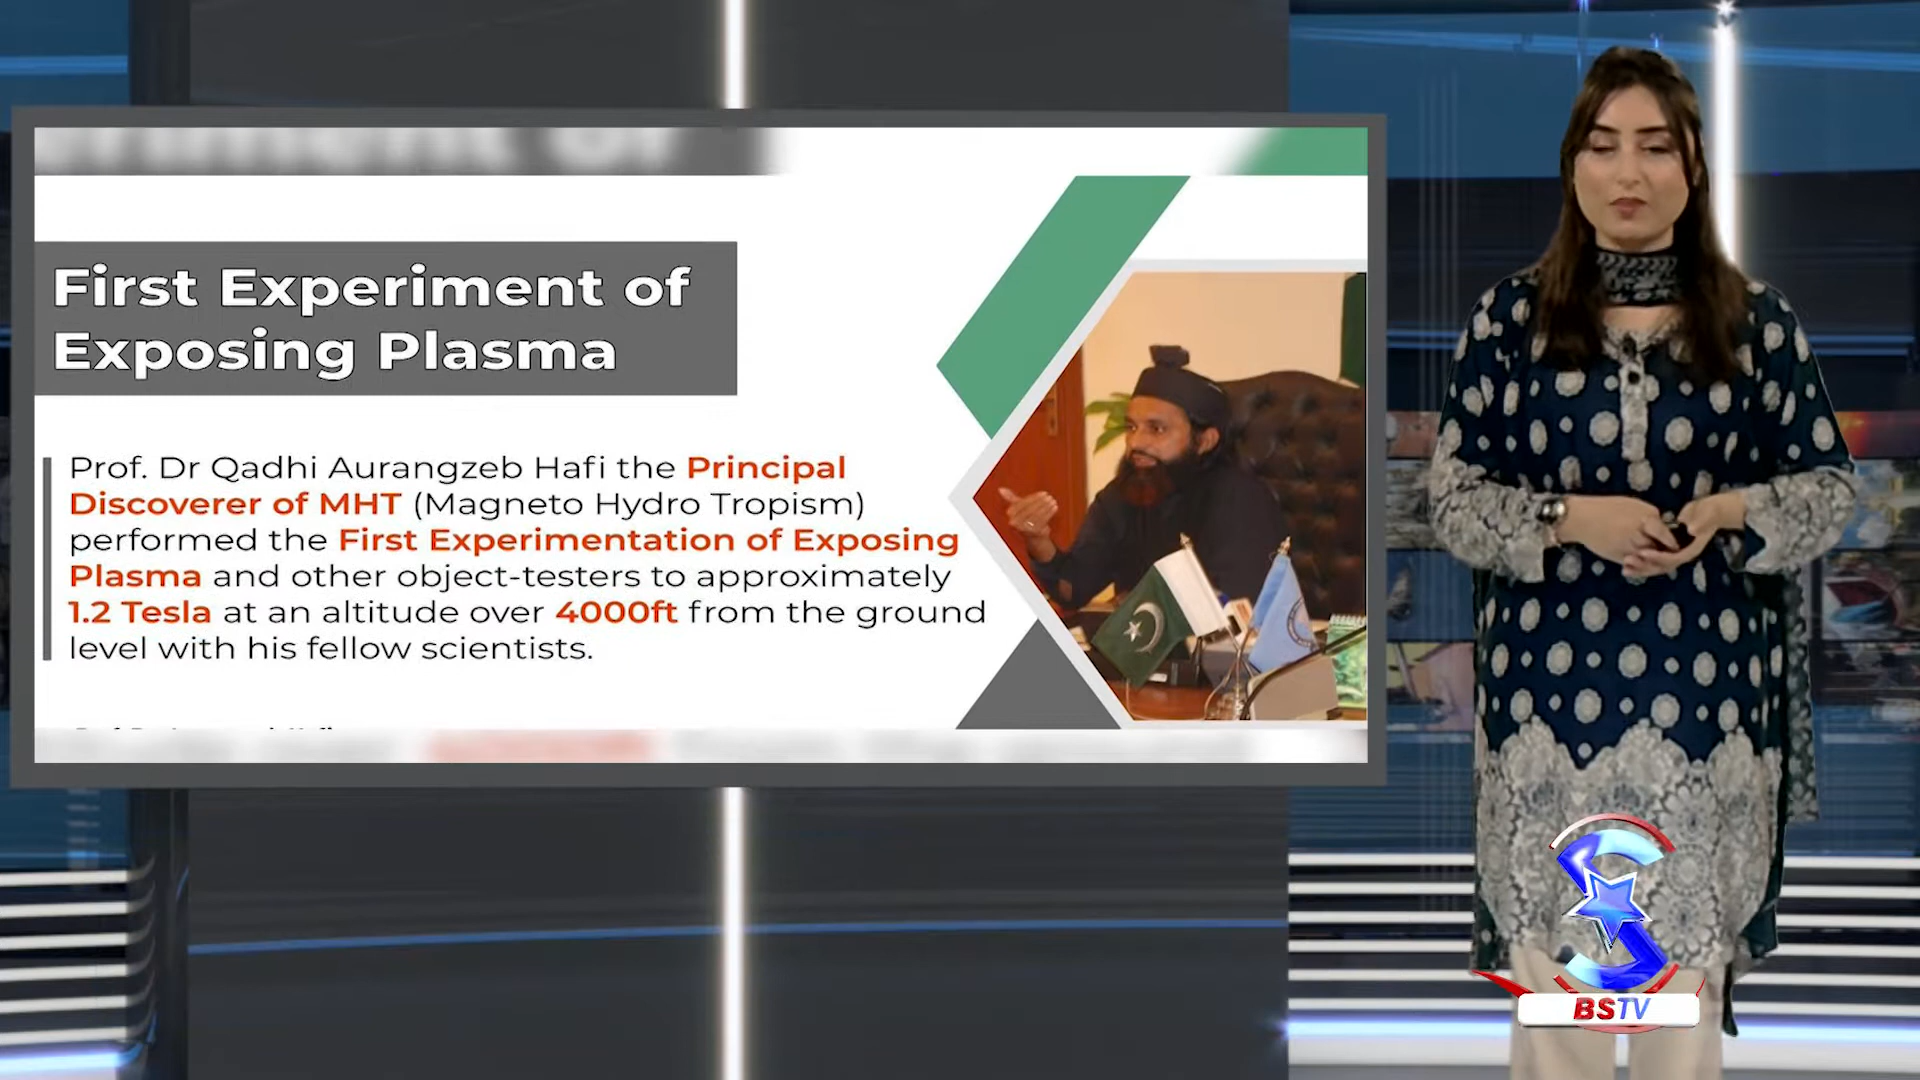 First Experiment of
Exposing Plasma
Prof. Dr Qadhi Aurangzeb Hafi the Principal
Discoverer of MHT (Magneto Hydro Tropism)
performed the First Experimentation of Exposing
Plasma and other object-testers to approximately
1.2 Tesla at an altitude over 4000ft from the ground
level with his fellow scientists.
BSTV